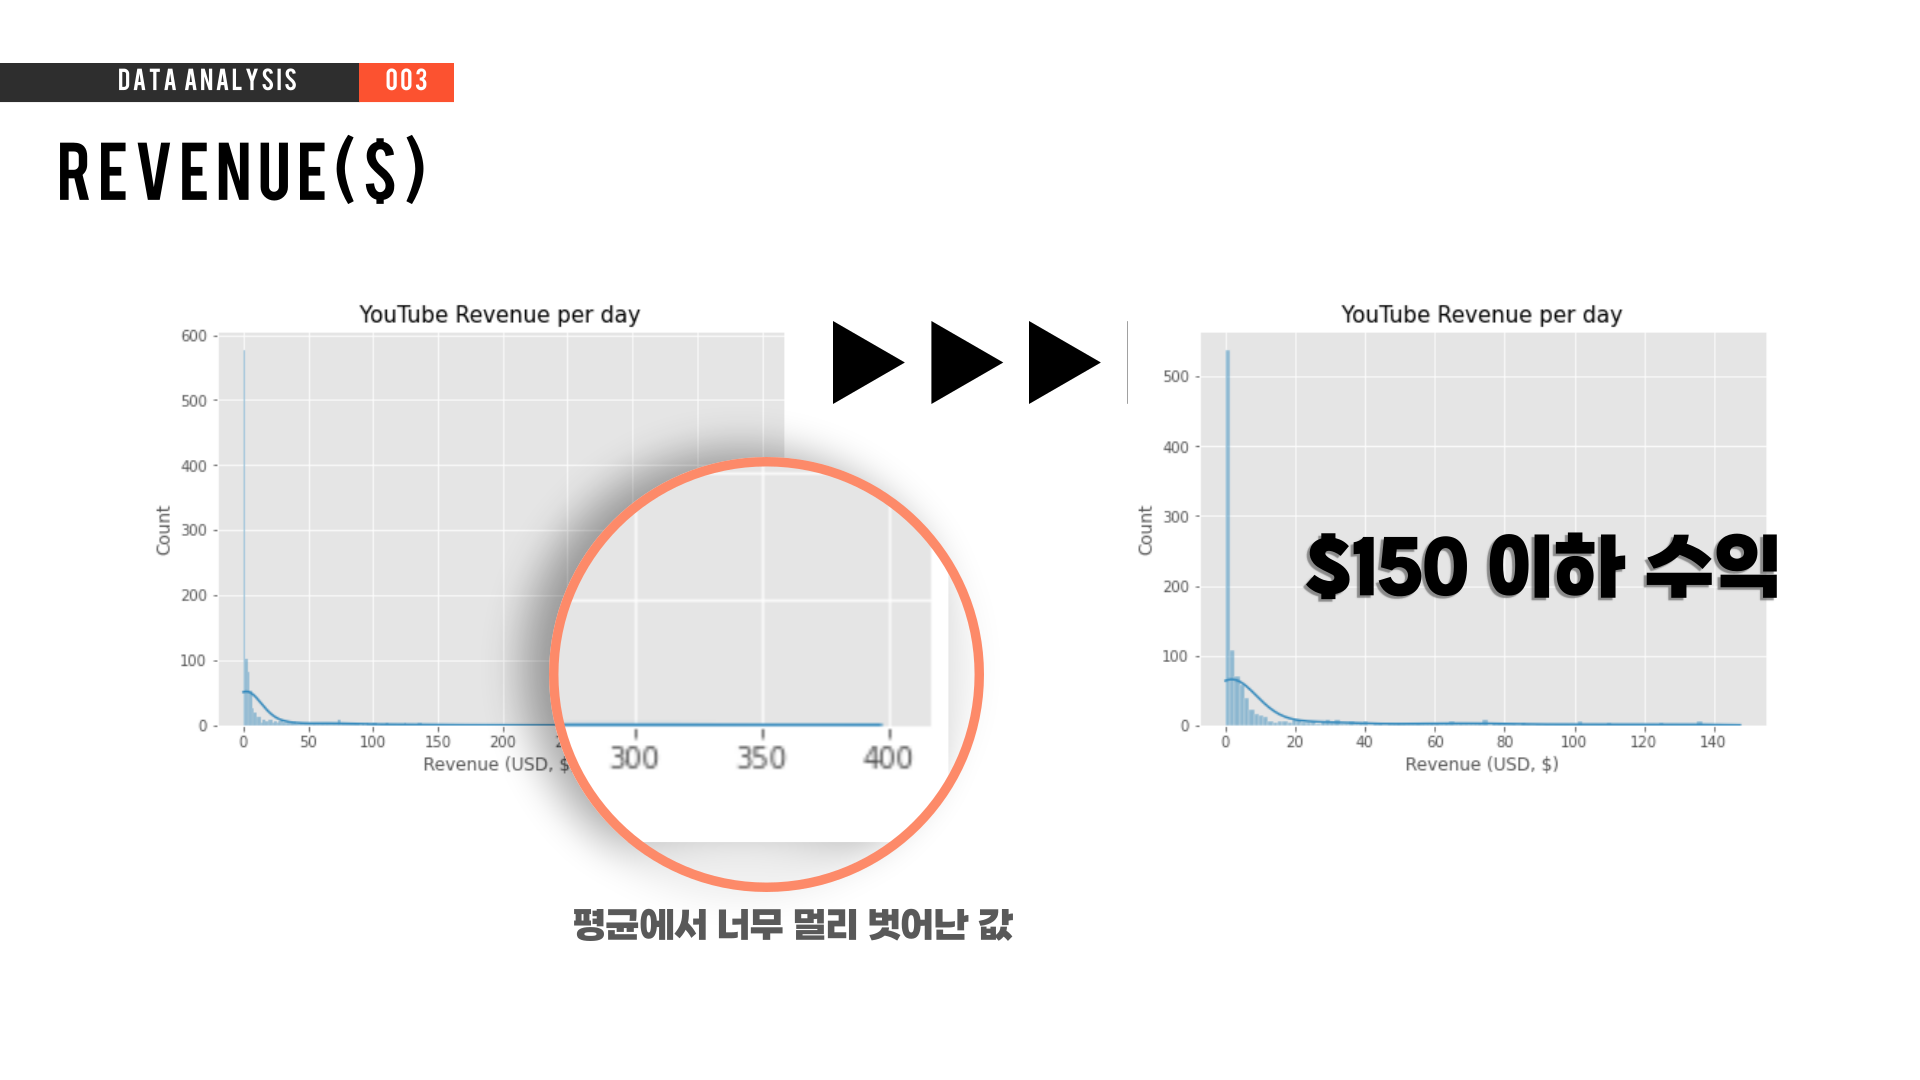 DATA ANALYSIS 003
REVENUE($)
YouTube Revenue per day
600
500
400
300
200
100
0
Count
0 50 100 150 200
Revenue (USD, $
300 350 400
평균에서 너무 멀리 벗어난 값
YouTube Revenue per day
500
400
300
200
100
0
Count
$150 이하 수익
0 20 40 60 80 100 120 140
Revenue (USD, $)